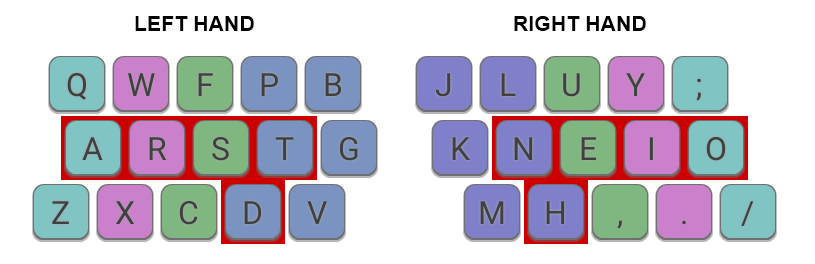 LEFT HAND RIGHT HAND
Q W F P B J L U Y ;
A R S T G K N E I O
Z X C D V M H , . /